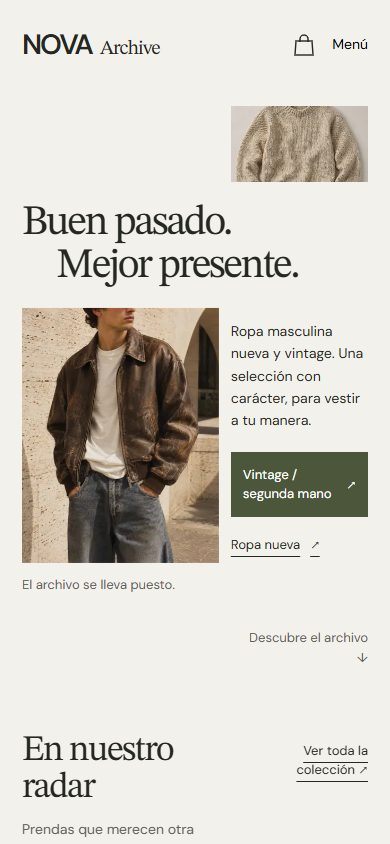 NOVA Archive
Menú
Buen pasado.
Mejor presente.
Ropa masculina
nueva y vintage. Una
selección con
carácter, para vestir
a tu manera.
Vintage /
segunda mano ↗
Ropa nueva ↗
El archivo se lleva puesto.
Descubre el archivo
↓
En nuestro
radar
Ver toda la
colección ↗
Prendas que merecen otra